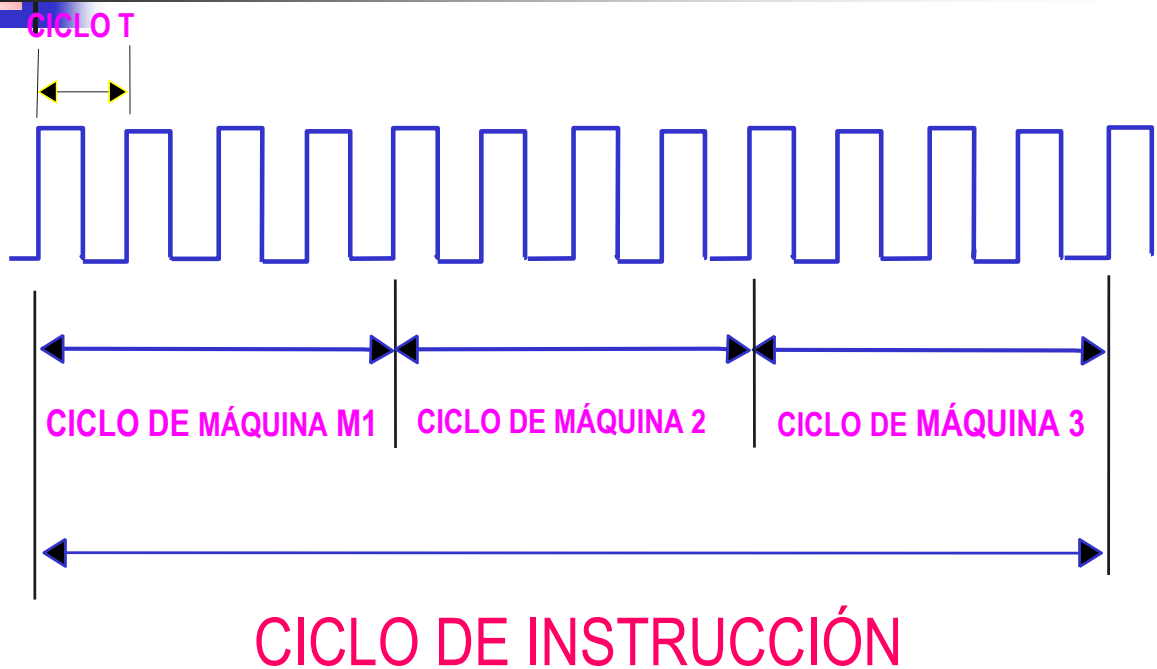 CICLO T
CICLO DE MÁQUINA M1
CICLO DE MÁQUINA 2
CICLO DE MÁQUINA 3
CICLO DE INSTRUCCIÓN